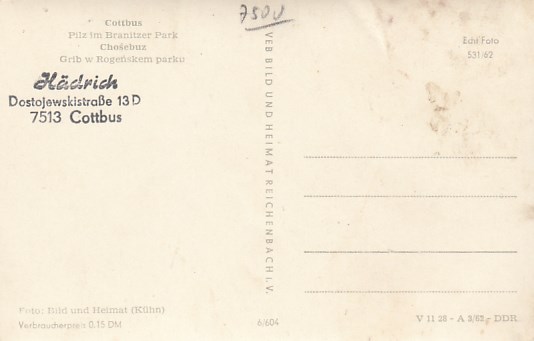 7500
Cottbus
Pilz im Branitzer Park
Chośebuz
Grib w Rogeńskem parku
Hädrich
Dostojewskistraße 13 D
7513 Cottbus
VEB BILD UND HEIMAT REICHENBACH I. V.
Echt Foto
531/62
Foto: Bild und Heimat (Kühn)
Verbraucherpreis 0,15 DM
6/604
V 11 28 - A 3/62 - DDR